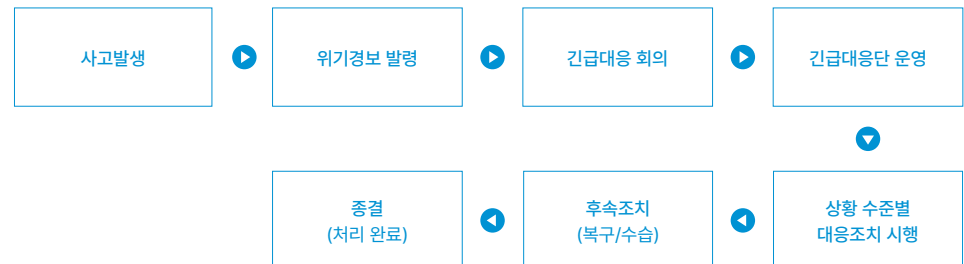 사고발생
위기경보 발령
긴급대응 회의
긴급대응단 운영
상황 수준별
대응조치 시행
후속조치
(복구/수습)
종결
(처리 완료)